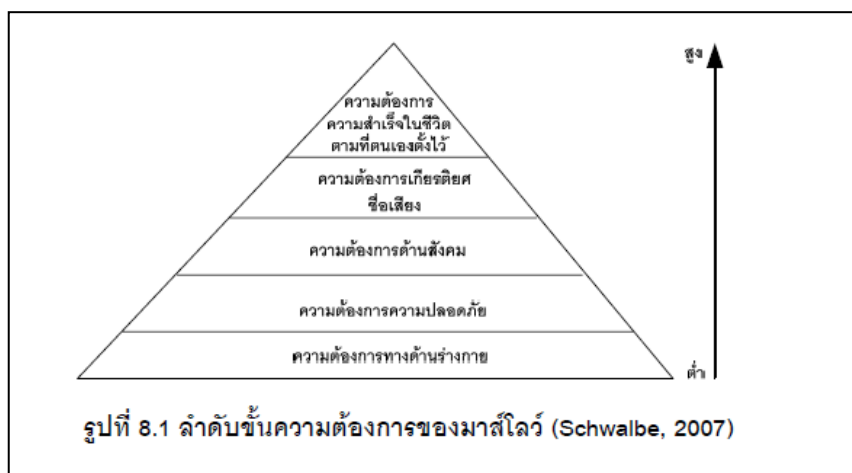 สูง
ความต้องการ
ความสำเร็จในชีวิต
ตามที่ตนเองตั้งไว้
ความต้องการเกียรติยศ
ชื่อเสียง
ความต้องการด้านสังคม
ความต้องการความปลอดภัย
ความต้องการทางด้านร่างกาย
ต่ำ
รูปที่ 8.1 ลำดับขั้นความต้องการของมาส์โลว์ (Schwalbe, 2007)